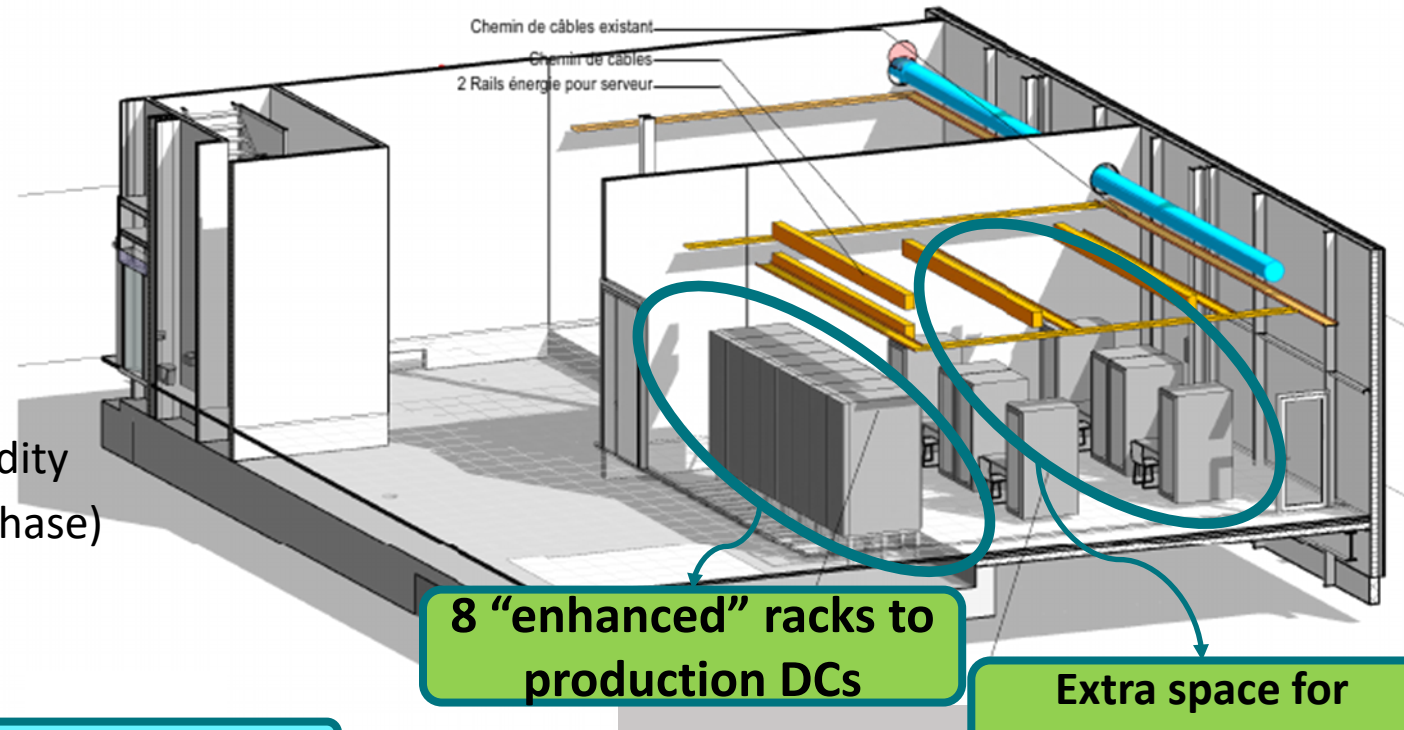 Chemin de câbles existant
Chemin de câbles
2 Rails énergie pour serveur
dity
hase)
8 “enhanced” racks to
production DCs
Extra space for